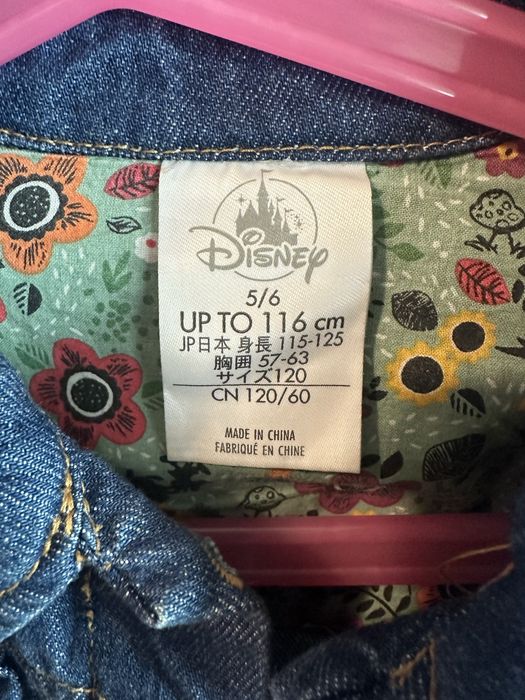 Disney
5/6
UP TO 116 cm
JP日本 身長 115-125
胸囲 57-63
サイズ120
CN 120/60
MADE IN CHINA
FABRIQUÉ EN CHINE